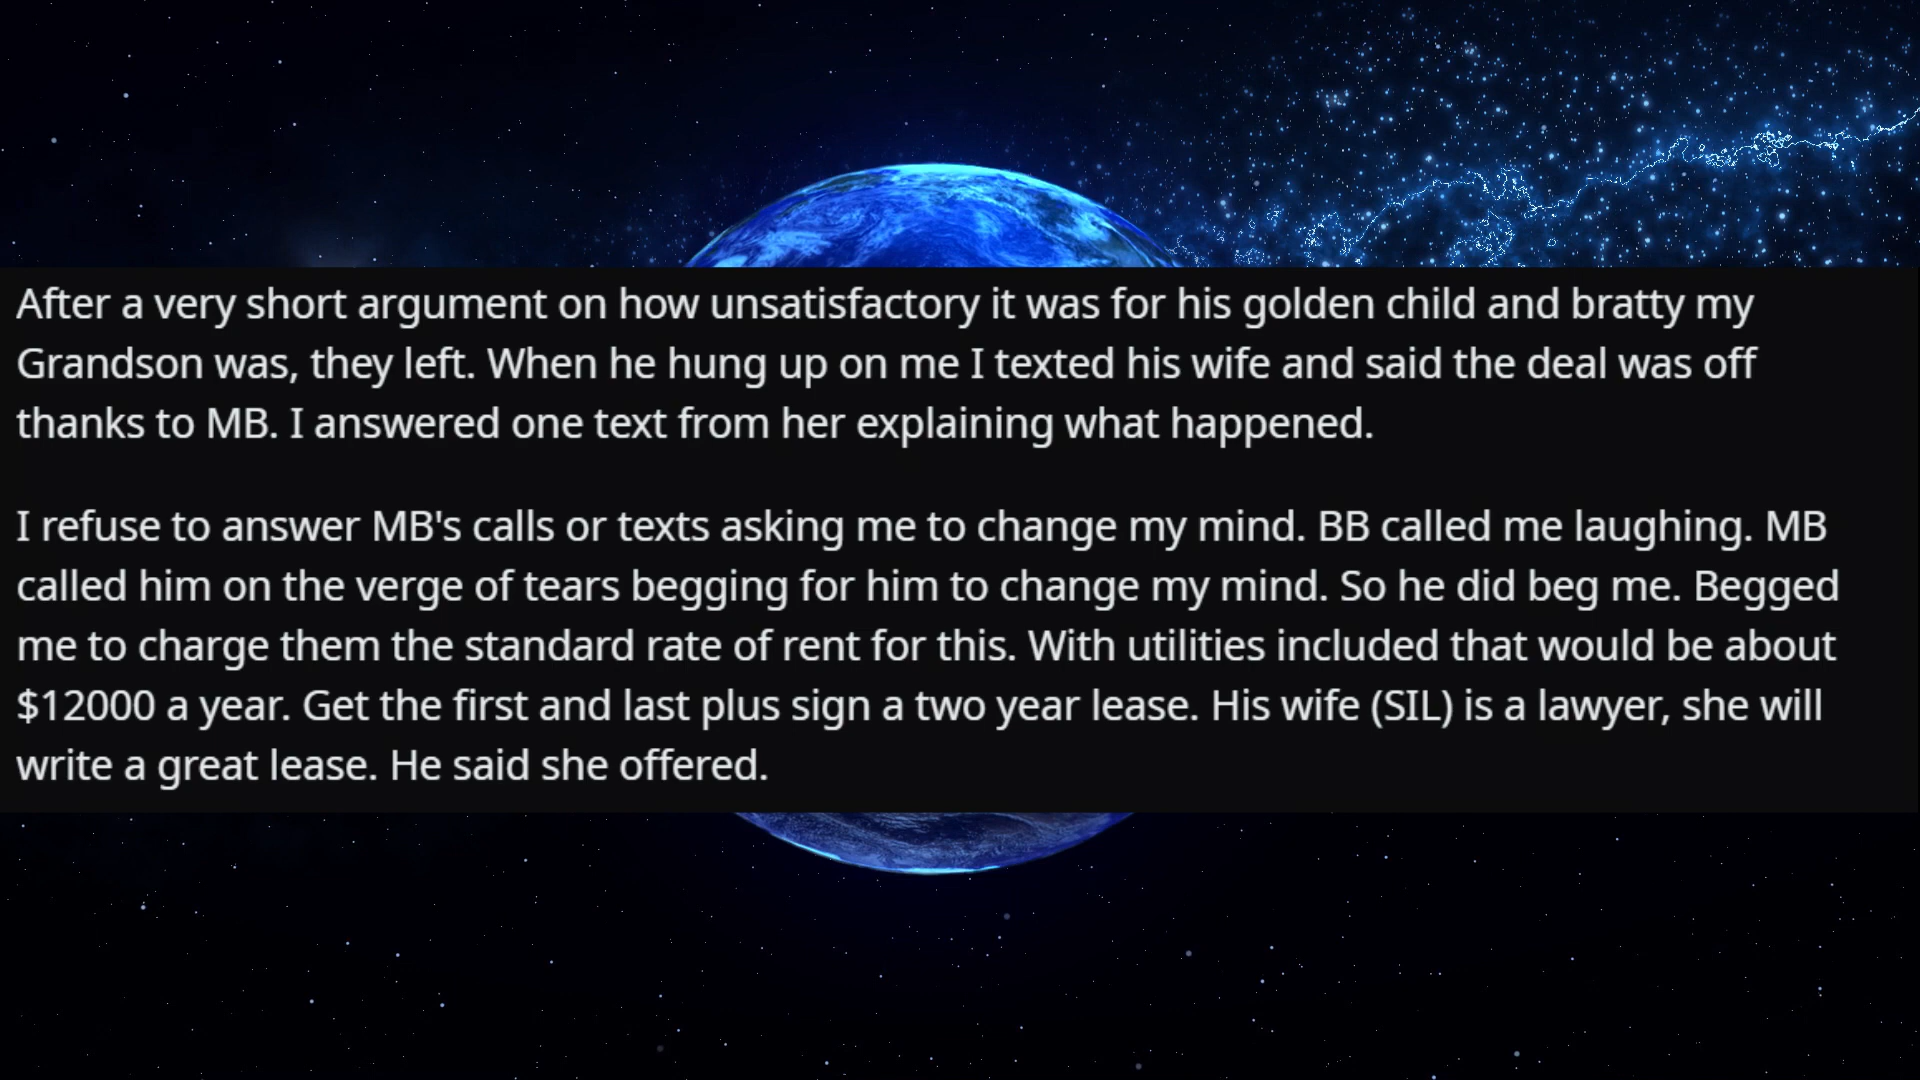 After a very short argument on how unsatisfactory it was for his golden child and bratty my
Grandson was, they left. When he hung up on me I texted his wife and said the deal was off
thanks to MB. I answered one text from her explaining what happened.
I refuse to answer MB's calls or texts asking me to change my mind. BB called me laughing. MB
called him on the verge of tears begging for him to change my mind. So he did beg me. Begged
me to charge them the standard rate of rent for this. With utilities included that would be about
$12000 a year. Get the first and last plus sign a two year lease. His wife (SIL) is a lawyer, she will
write a great lease. He said she offered.